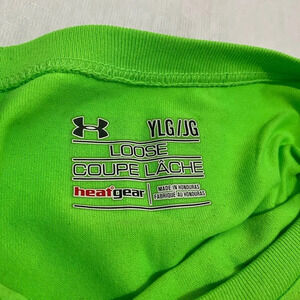 YLG/JG
LOOSE
COUPE LÂCHE
heatgear
MADE IN HONDURAS
FABRIQUÉ AU HONDURAS